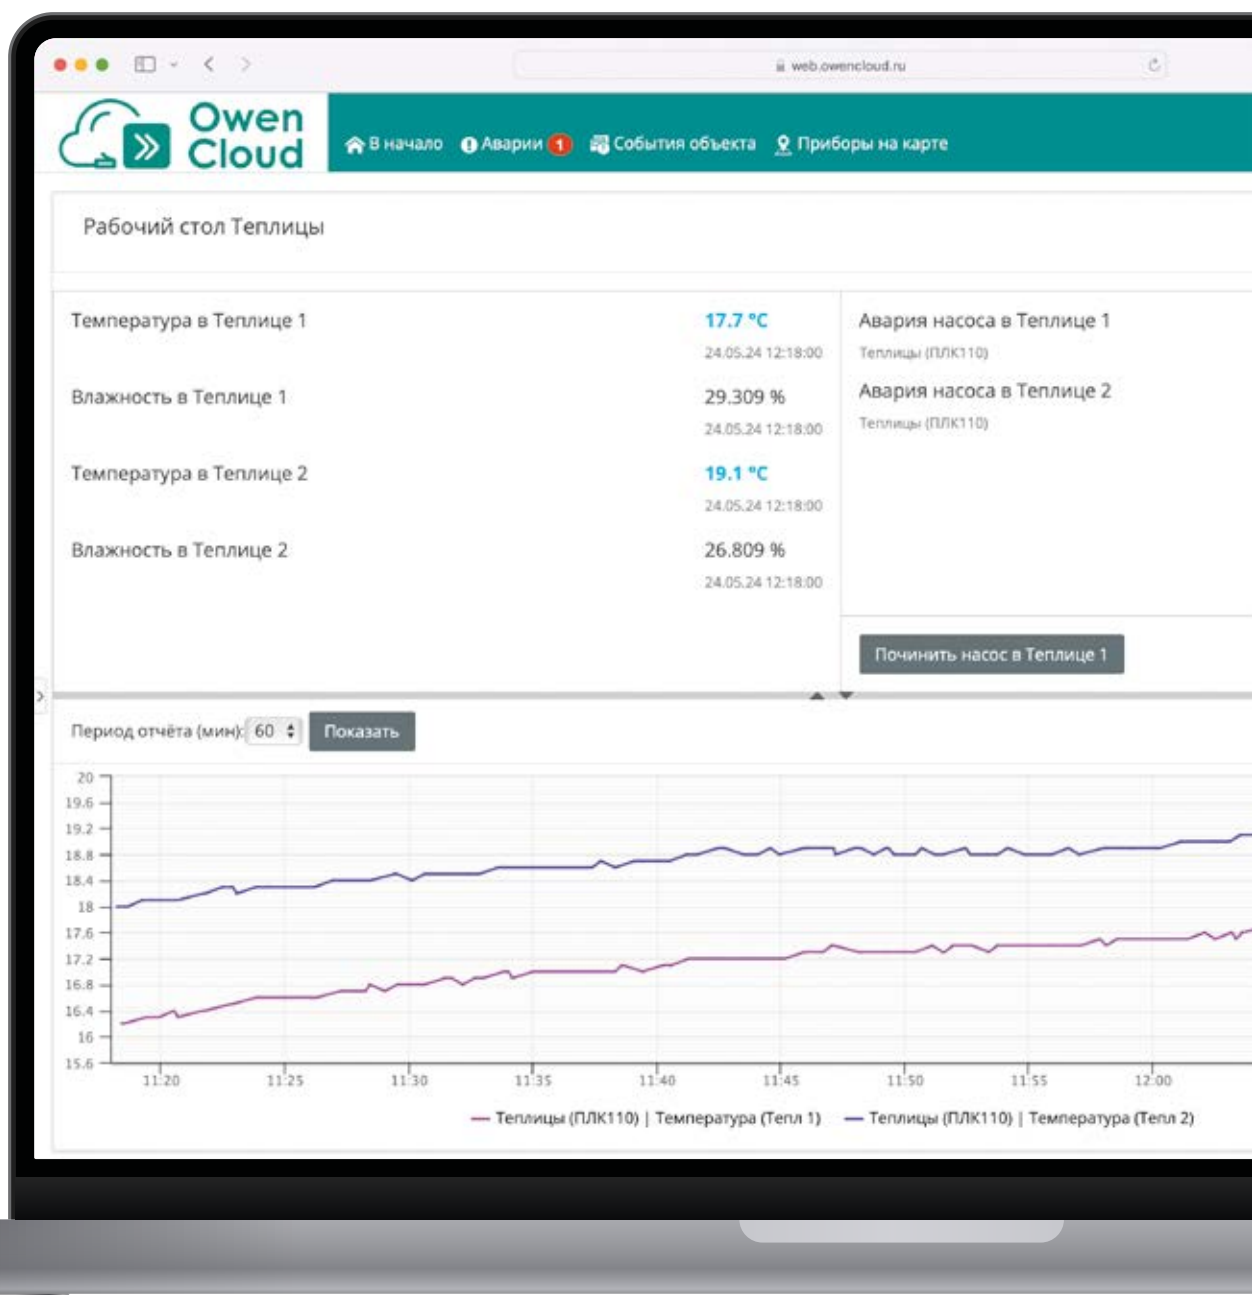 web.owencloud.ru
Owen
Cloud
В начало Аварии 1 События объекта Приборы на карте
Рабочий стол Теплицы
Температура в Теплице 1 17.7 °C
24.05.24 12:18:00
Влажность в Теплице 1 29.309 %
24.05.24 12:18:00
Температура в Теплице 2 19.1 °C
24.05.24 12:18:00
Влажность в Теплице 2 26.809 %
24.05.24 12:18:00
Авария насоса в Теплице 1
Теплицы (ПЛК110)
Авария насоса в Теплице 2
Теплицы (ПЛК110)
Починить насос в Теплице 1
Период отчёта (мин): 60 Показать
20
19.6
19.2
18.8
18.4
18
17.6
17.2
16.8
16.4
16
15.6
11:20 11:25 11:30 11:35 11:40 11:45 11:50 11:55 12:00
Теплицы (ПЛК110) | Температура (Тепл 1) Теплицы (ПЛК110) | Температура (Тепл 2)